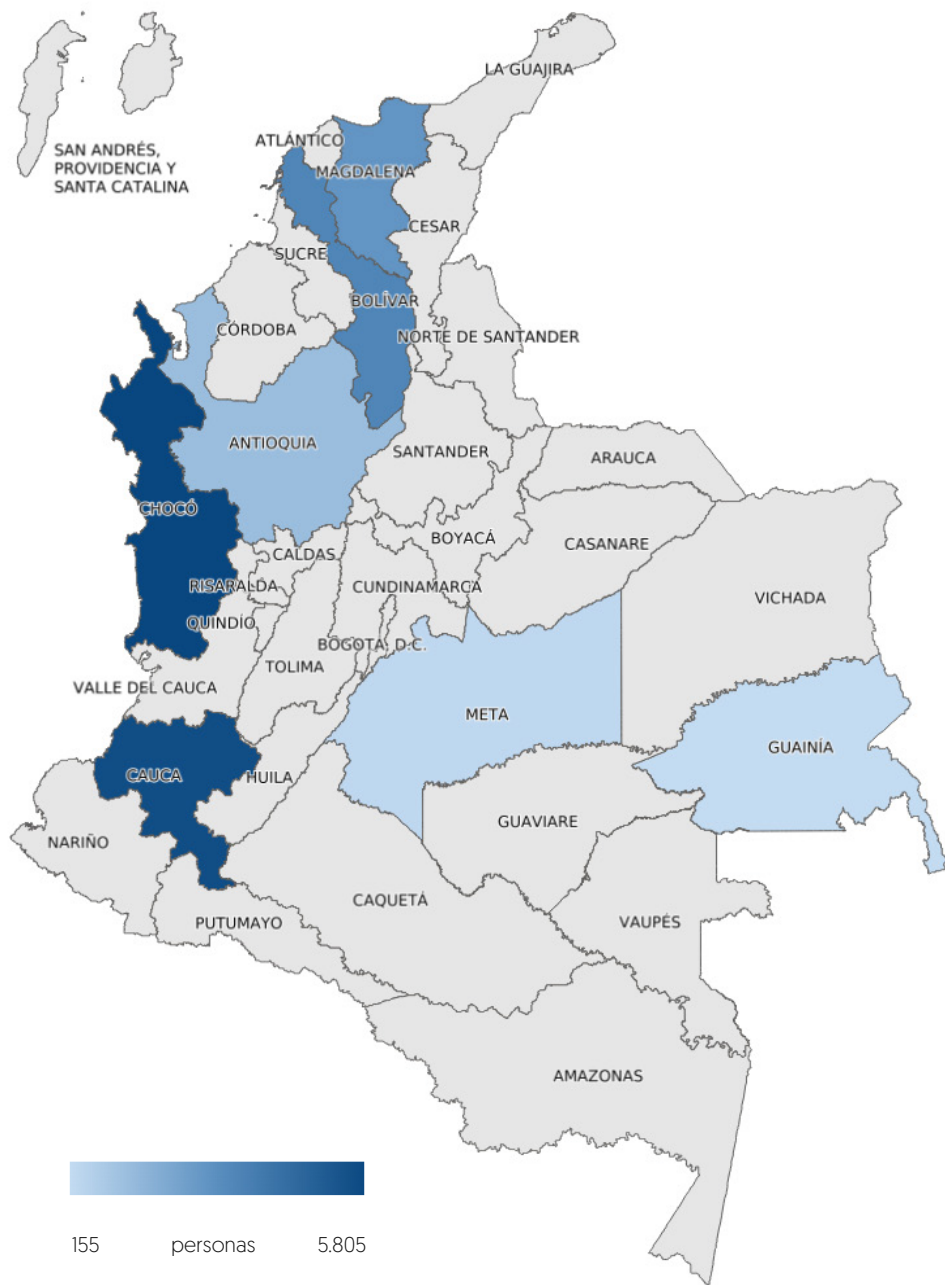 LA GUAJIRA
ATLÁNTICO
SAN ANDRÉS,
PROVIDENCIA Y
SANTA CATALINA
MAGDALENA
CESAR
SUCRE
BOLÍVAR
CÓRDOBA
NORTE DE SANTANDER
ANTIOQUIA
SANTANDER
ARAUCA
CHOCÓ
BOYACÁ
CASANARE
CALDAS
RISARALDA
CUNDINAMARCA
VICHADA
QUINDÍO
BOGOTÁ, D.C.
TOLIMA
VALLE DEL CAUCA
META
GUAINÍA
CAUCA
HUILA
GUAVIARE
NARIÑO
CAQUETÁ
PUTUMAYO
VAUPÉS
AMAZONAS
155 personas 5.805